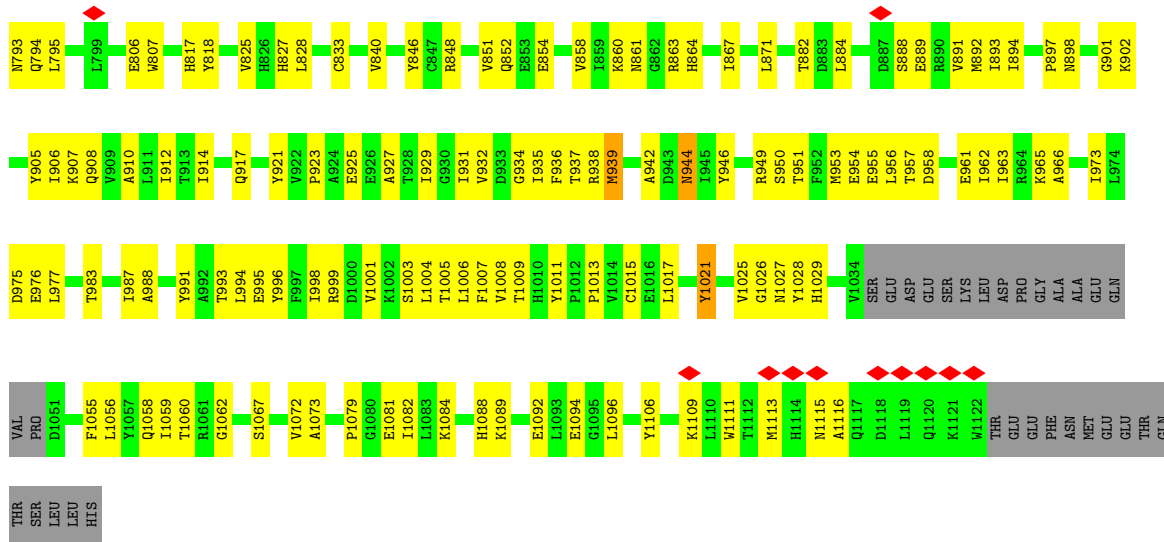 N793 Q794 L795 L799 E806 W807 H817 Y818 V825 H826 H827 L828 C833 V840 Y846 C847 R848 V851 Q852 E853 E854 V858 I859 K860 N861 G862 R863 H864 I867 L871 T882 D883 L884 D887 S888 E889 R890 V891 M892 I893 I894 P897 N898 G901 K902
Y905 I906 K907 Q908 V909 A910 L911 I912 T913 I914 Q917 Y921 V922 P923 A924 E925 E926 A927 T928 I929 G930 I931 V932 D933 G934 I935 F936 T937 R938 M939 A942 D943 N944 I945 Y946 R949 S950 T951 F952 M953 E954 E955 L956 T957 D958 E961 I962 I963 R964 K965 A966 I973 L974
D975 E976 L977 T983 I987 A988 Y991 A992 T993 L994 E995 Y996 F997 I998 R999 D1000 V1001 K1002 S1003 L1004 T1005 L1006 F1007 V1008 T1009 H1010 Y1011 P1012 P1013 V1014 C1015 E1016 L1017 Y1021 V1025 G1026 N1027 Y1028 H1029 V1034 SER GLU ASP GLU SER LYS LEU ASP PRO GLY ALA ALA GLU GLN
VAL PRO D1051 F1055 L1056 Y1057 Q1058 I1059 T1060 R1061 G1062 S1067 V1072 A1073 P1079 G1080 E1081 I1082 L1083 K1084 H1088 K1089 E1092 L1093 E1094 G1095 L1096 Y1106 K1109 L1110 W1111 T1112 M1113 H1114 N1115 A1116 Q1117 D1118 L1119 Q1120 K1121 W1122 THR GLU GLU PHE ASN MET GLU GLU THR GLN
THR SER LEU LEU HIS